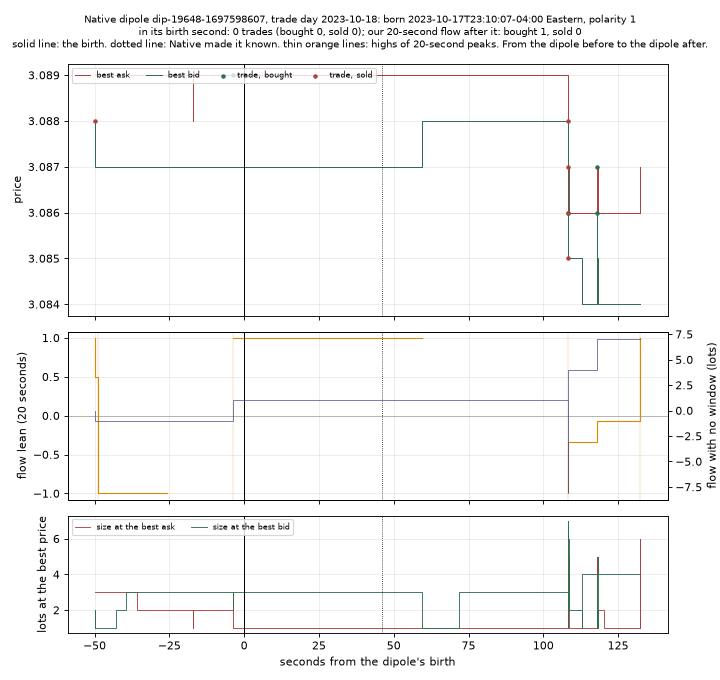 Native dipole dip-19648-1697598607, trade day 2023-10-18: born 2023-10-17T23:10:07-04:00 Eastern, polarity 1
in its birth second: 0 trades (bought 0, sold 0); our 20-second flow after it: bought 1, sold 0
solid line: the birth. dotted line: Native made it known. thin orange lines: highs of 20-second peaks. From the dipole before to the dipole after.
best ask best bid trade, bought trade, sold
3.089
3.088
3.087
3.086
3.085
3.084
price
1.0
0.5
0.0
−0.5
−1.0
flow lean (20 seconds)
7.5
5.0
2.5
0.0
−2.5
−5.0
−7.5
flow with no window (lots)
size at the best ask size at the best bid
6
4
2
lots at the best price
−50 −25 0 25 50 75 100 125
seconds from the dipole's birth